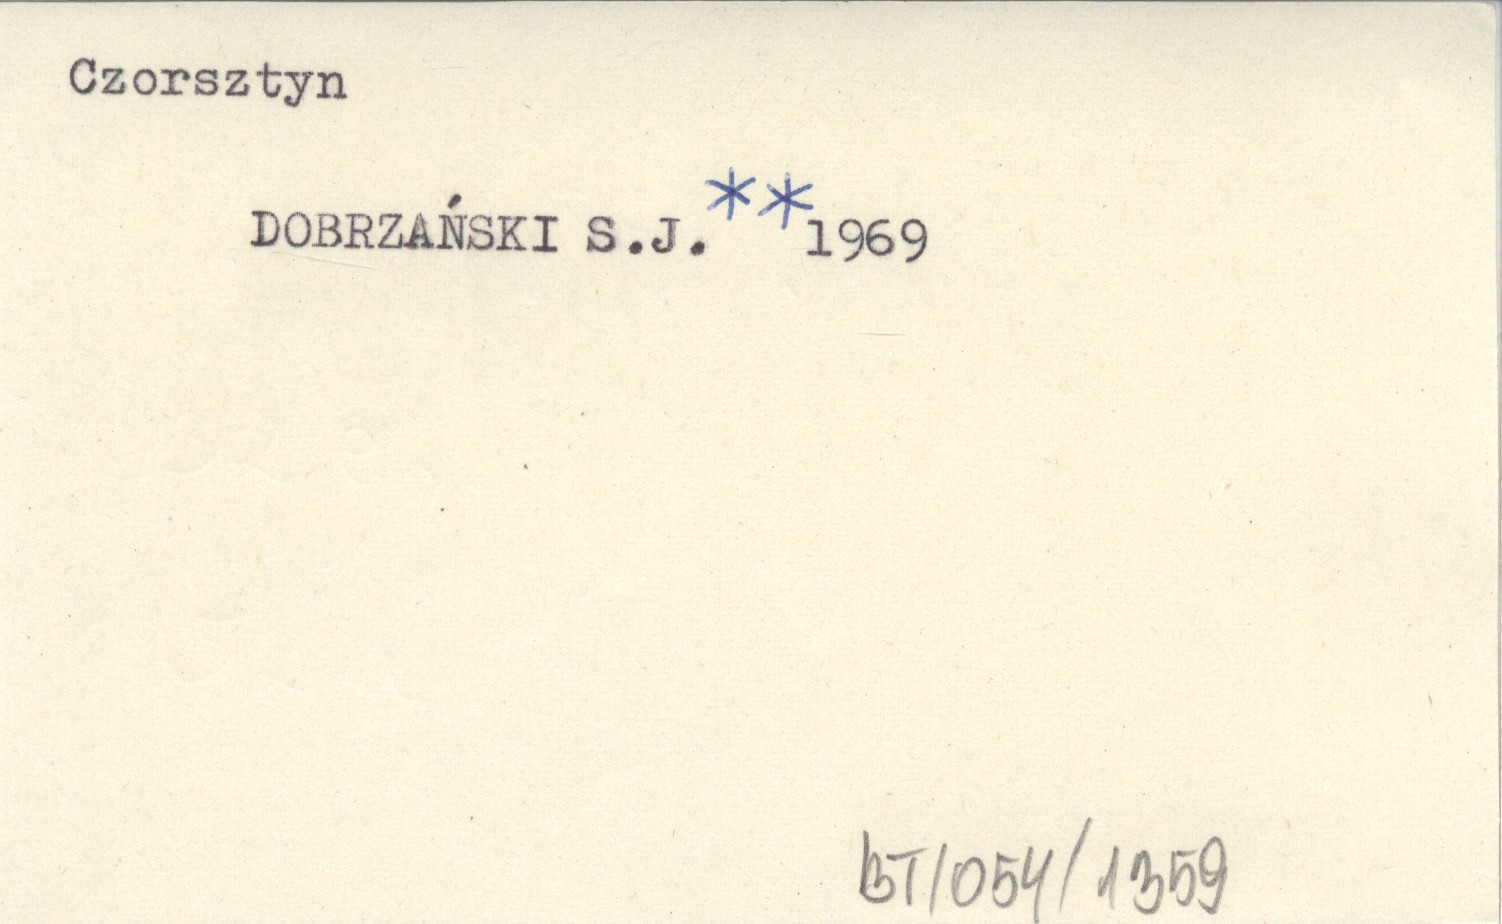 Czorsztyn
DOBRZAŃSKI S.J.**1969
BT/054/1359